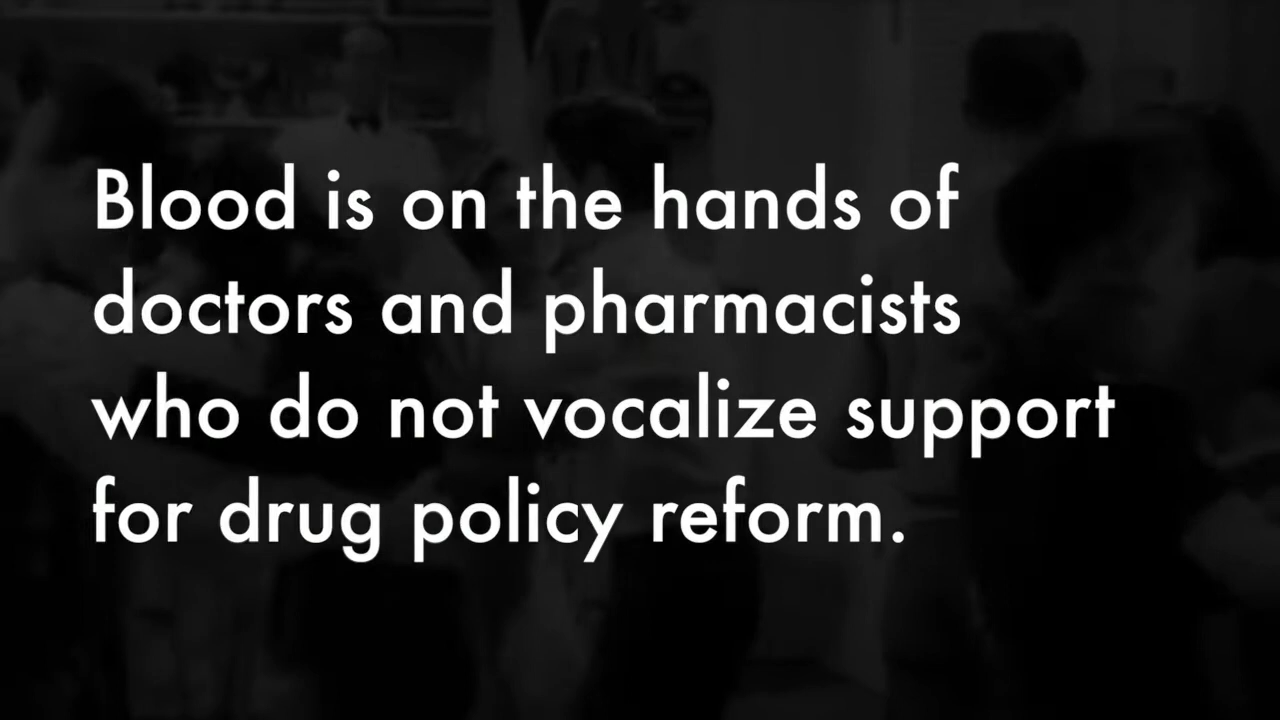 Blood is on the hands of
doctors and pharmacists
who do not vocalize support
for drug policy reform.